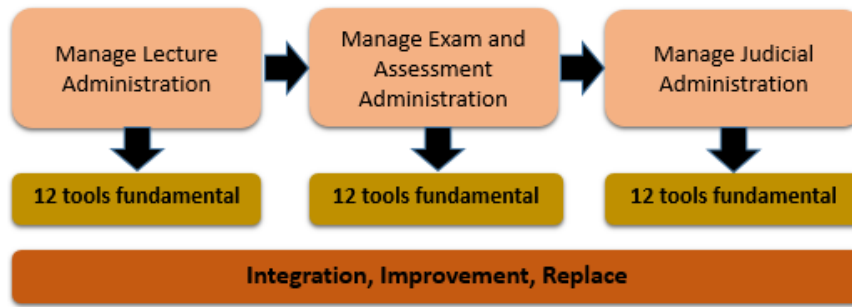 Manage Lecture
Administration
Manage Exam and
Assessment
Administration
Manage Judicial
Administration
12 tools fundamental
12 tools fundamental
12 tools fundamental
Integration, Improvement, Replace